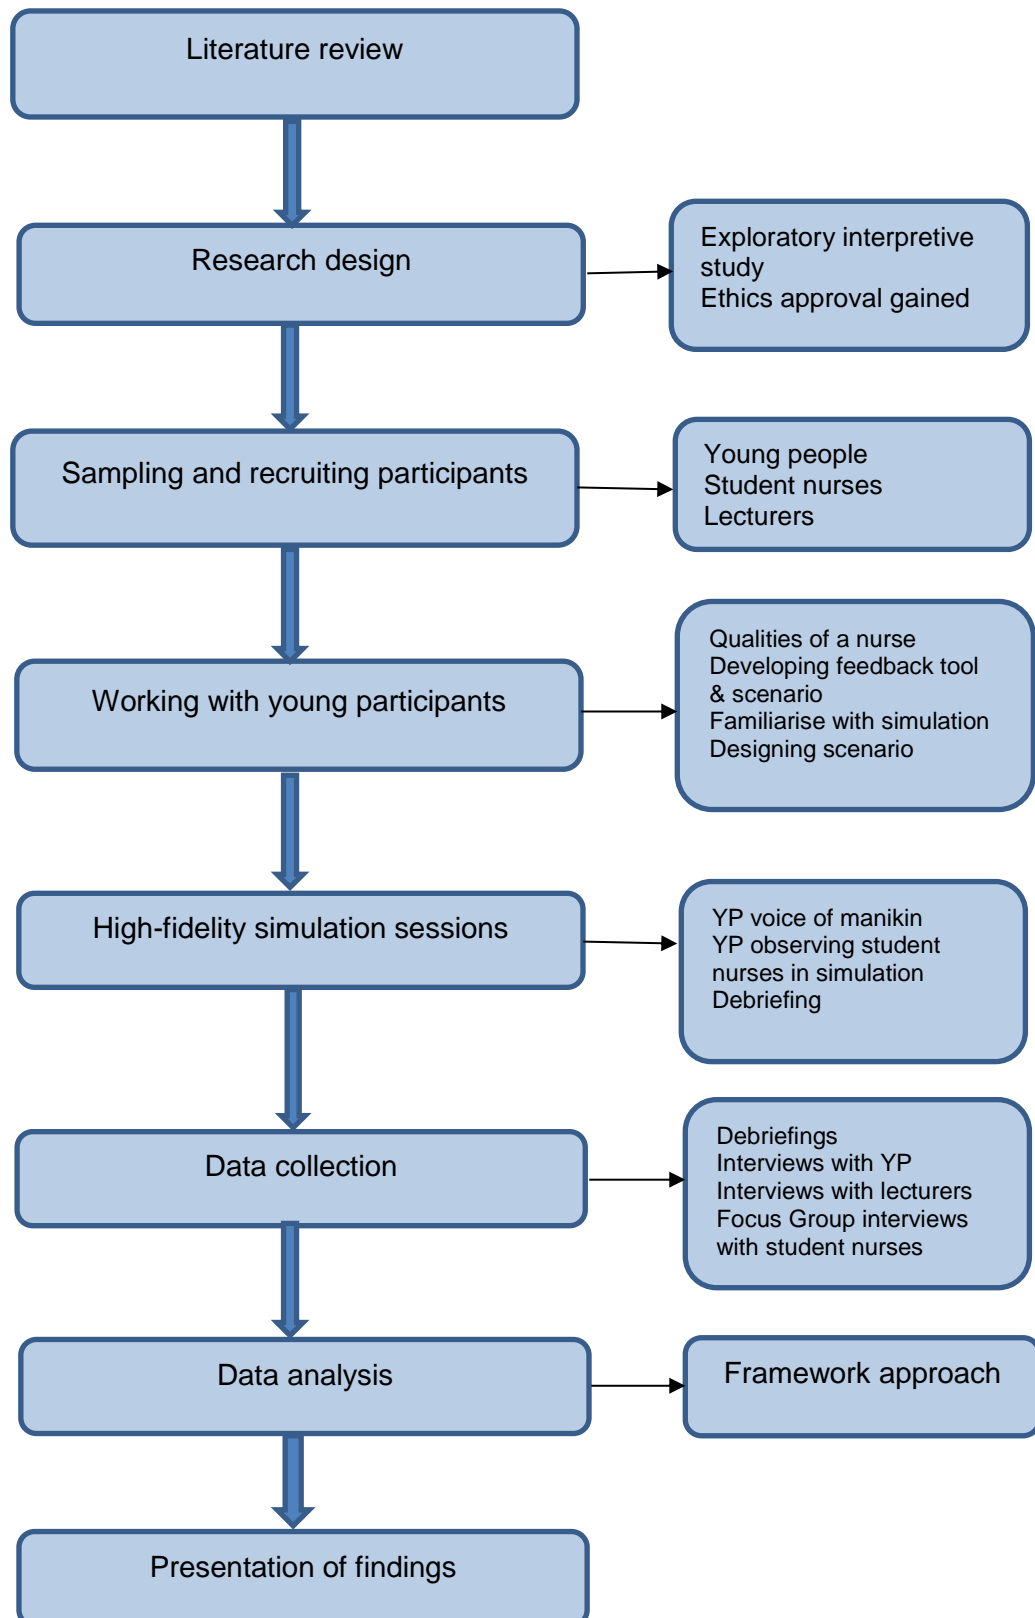 Literature review
Research design
Exploratory interpretive
study
Ethics approval gained
Sampling and recruiting participants
Young people
Student nurses
Lecturers
Working with young participants
Qualities of a nurse
Developing feedback tool
& scenario
Familiarise with simulation
Designing scenario
High-fidelity simulation sessions
YP voice of manikin
YP observing student
nurses in simulation
Debriefing
Data collection
Debriefings
Interviews with YP
Interviews with lecturers
Focus Group interviews
with student nurses
Data analysis
Framework approach
Presentation of findings